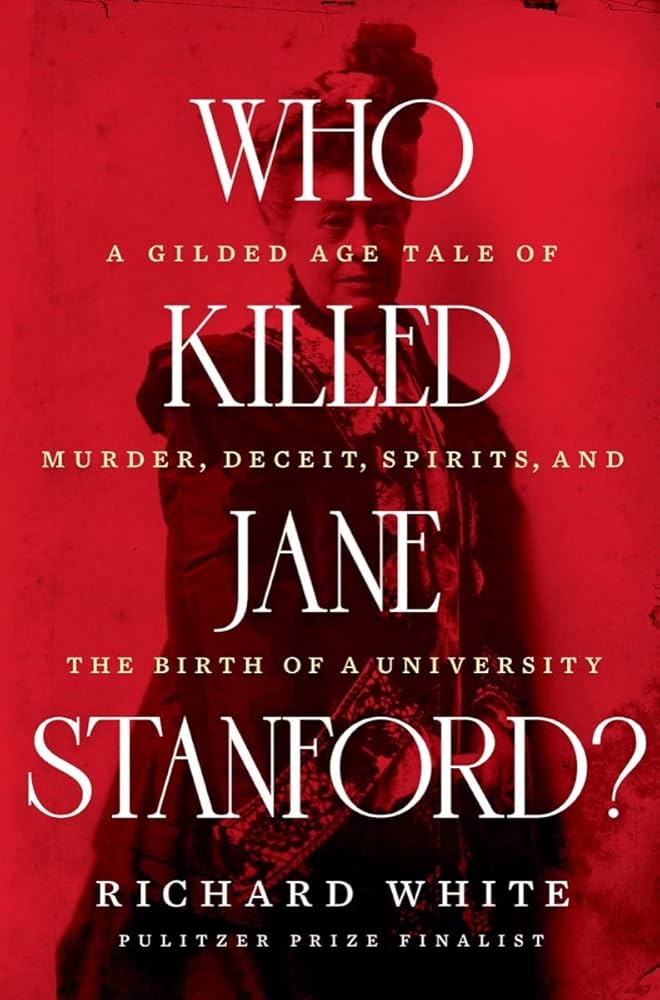 WHO
A GILDED AGE TALE OF
KILLED
MURDER, DECEIT, SPIRITS, AND
JANE
THE BIRTH OF A UNIVERSITY
STANFORD?
RICHARD WHITE
PULITZER PRIZE FINALIST